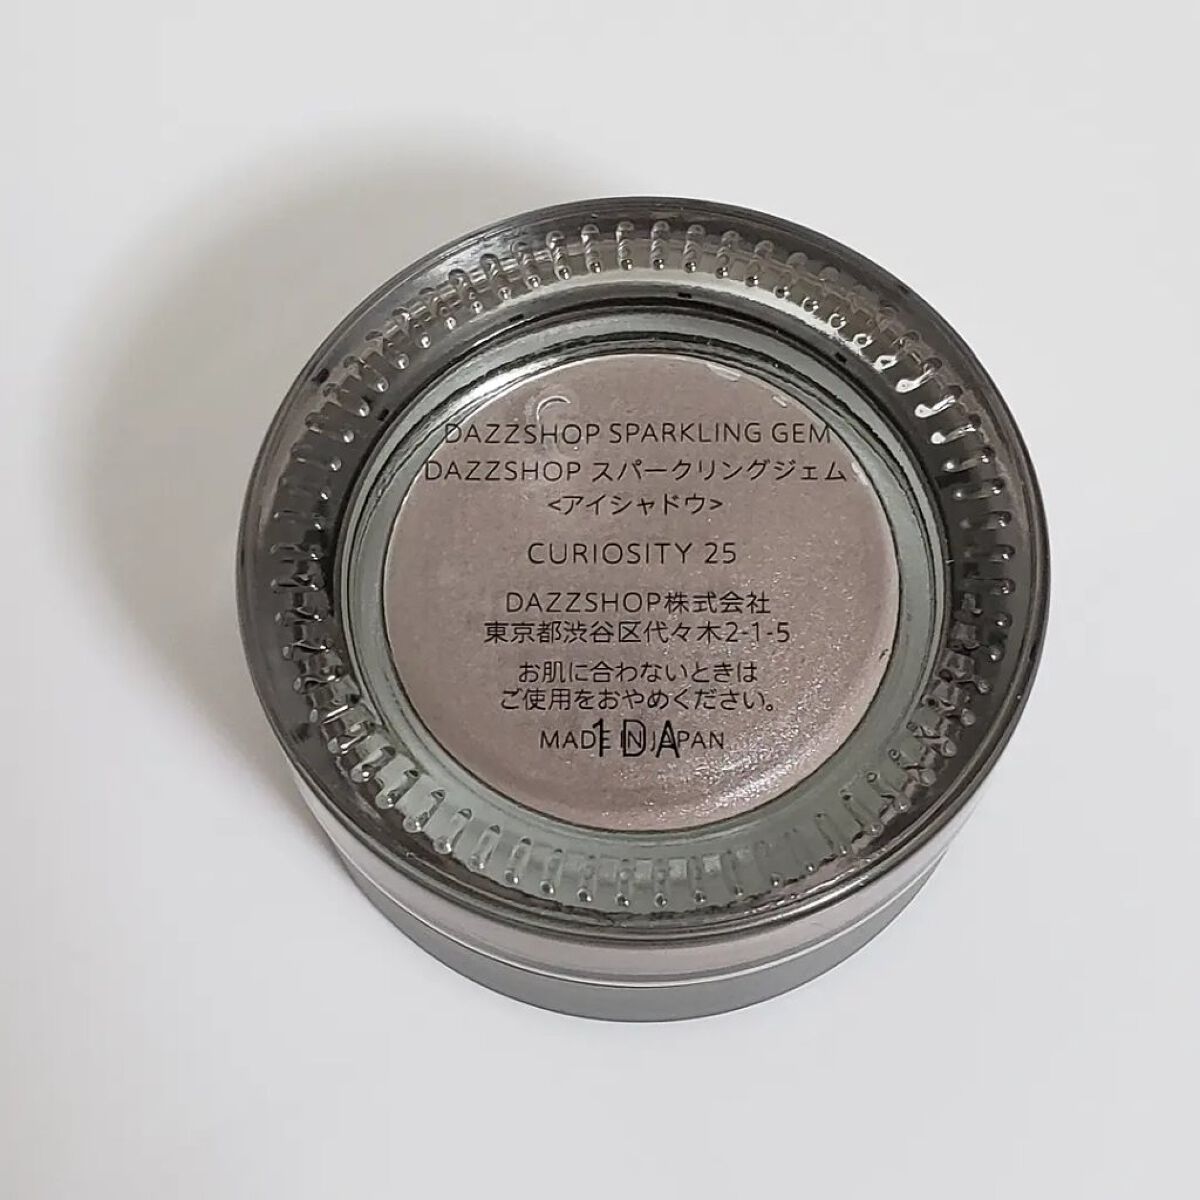 DAZZSHOP SPARKLING GEM
DAZZSHOP スパークリングジェム
<アイシャドウ>
CURIOSITY 25
DAZZSHOP株式会社
東京都渋谷区代々木2-1-5
お肌に合わないときは
ご使用をおやめください。
MADE IN JAPAN
1DA